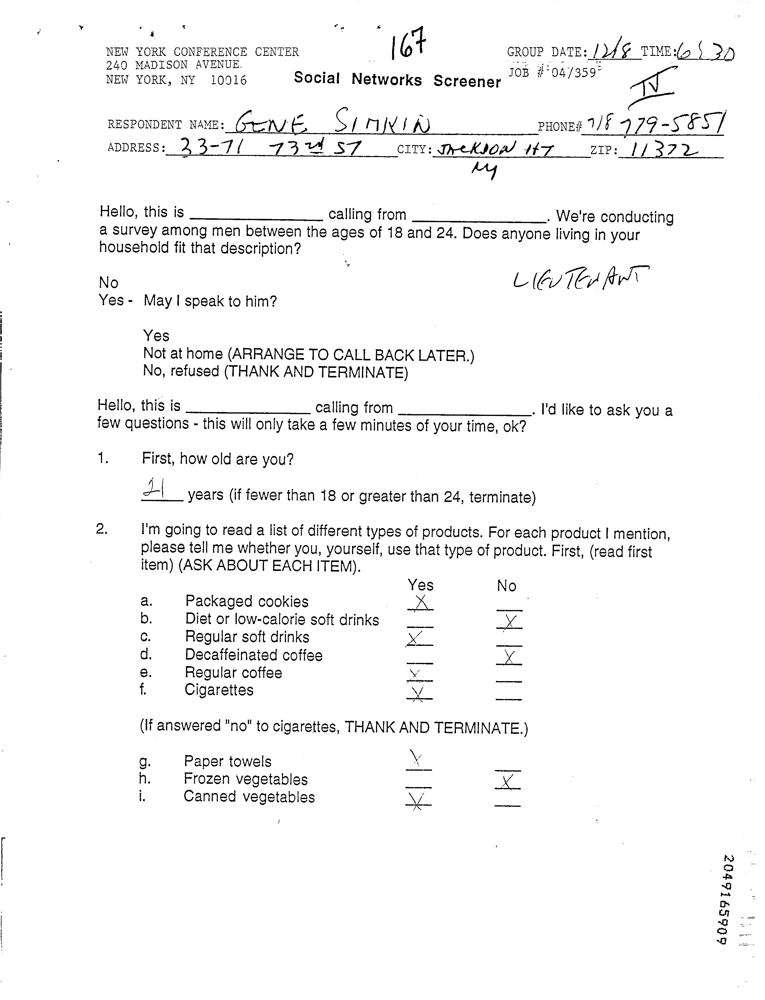 167
NEW YORK CONFERENCE CENTER GROUP DATE: 12/8 TIME: 6:30
240 MADISON AVENUE.
NEW YORK, NY 10016 Social Networks Screener JOB # 04/359
IV
RESPONDENT NAME: GENE SIMKIN PHONE# 718 779-5851
ADDRESS: 33-71 73rd ST CITY: JACKSON HT ZIP: 11372
NY
Hello, this is ____ calling from ____. We're conducting
a survey among men between the ages of 18 and 24. Does anyone living in your
household fit that description?
LIEUTENANT
No
Yes - May I speak to him?
Yes
Not at home (ARRANGE TO CALL BACK LATER.)
No, refused (THANK AND TERMINATE)
Hello, this is ____ calling from ____. I'd like to ask you a
few questions - this will only take a few minutes of your time, ok?
1. First, how old are you?
21 years (if fewer than 18 or greater than 24, terminate)
2. I'm going to read a list of different types of products. For each product I mention,
please tell me whether you, yourself, use that type of product. First, (read first
item) (ASK ABOUT EACH ITEM).
Yes No
a. Packaged cookies X
b. Diet or low-calorie soft drinks X
c. Regular soft drinks X
d. Decaffeinated coffee X
e. Regular coffee X
f. Cigarettes X
(If answered "no" to cigarettes, THANK AND TERMINATE.)
g. Paper towels X
h. Frozen vegetables X
i. Canned vegetables X
2049165909